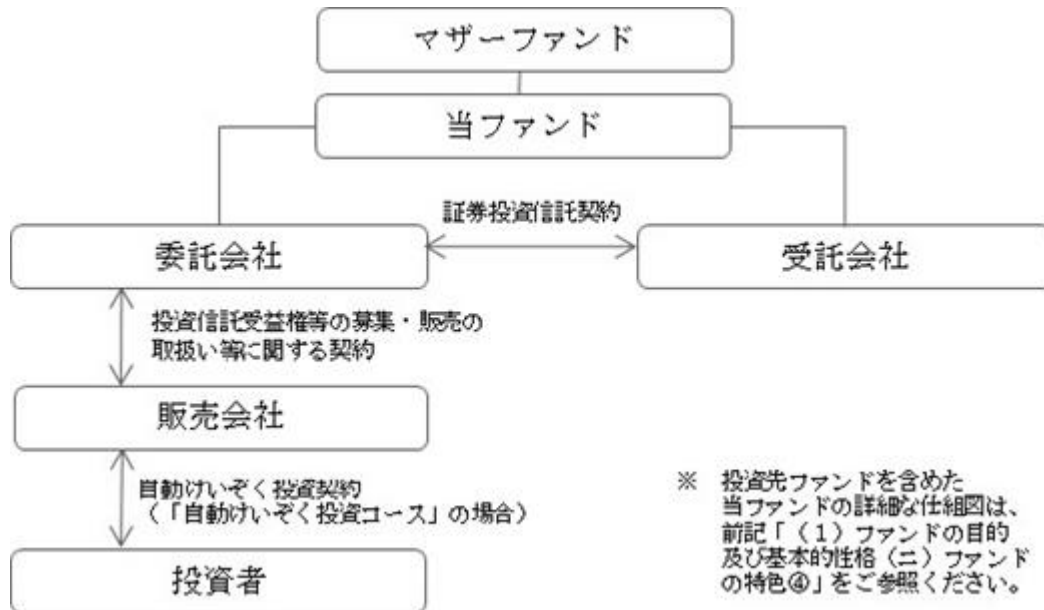 マザーファンド
当ファンド
証券投資信託契約
委託会社
受託会社
投資信託受益権等の募集・販売の
取扱い等に関する契約
販売会社
自動けいぞく投資契約
（「自動けいぞく投資コース」の場合）
投資者
※　投資先ファンドを含めた
当ファンドの詳細な仕組図は、
前記「（１）ファンドの目的
及び基本的性格（ニ）ファンド
の特色④」をご参照ください。